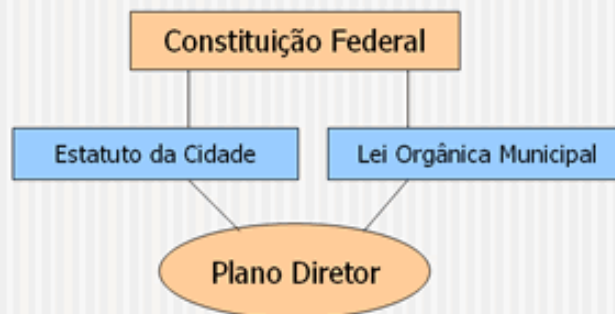 Constituição Federal
Estatuto da Cidade
Lei Orgânica Municipal
Plano Diretor